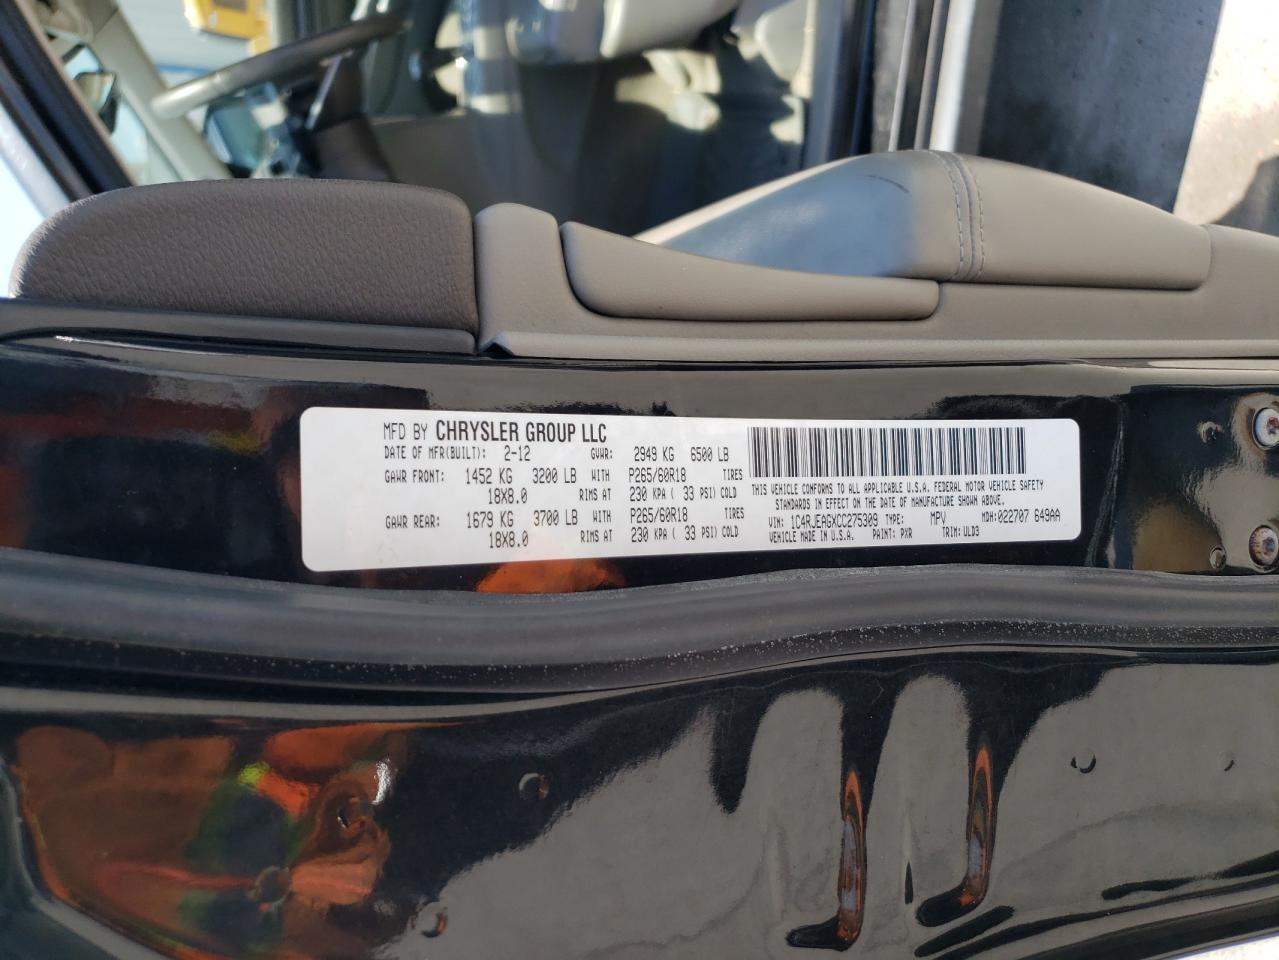 MFD BY CHRYSLER GROUP LLC
DATE OF MFR(BUILT): 2-12 GVWR: 2949 KG 6500 LB
GAWR FRONT: 1452 KG 3200 LB WITH P265/60R18 TIRES
18X8.0 RIMS AT 230 KPA ( 33 PSI) COLD
GAWR REAR: 1679 KG 3700 LB WITH P265/60R18 TIRES
18X8.0 RIMS AT 230 KPA ( 33 PSI) COLD
THIS VEHICLE CONFORMS TO ALL APPLICABLE U.S.A. FEDERAL MOTOR VEHICLE SAFETY
STANDARDS IN EFFECT ON THE DATE OF MANUFACTURE SHOWN ABOVE.
VIN: 1C4RJEAGXCC275309 TYPE: MPV MDH: 022707 649AA
VEHICLE MADE IN U.S.A. PAINT: PXR TRIM: ULD3